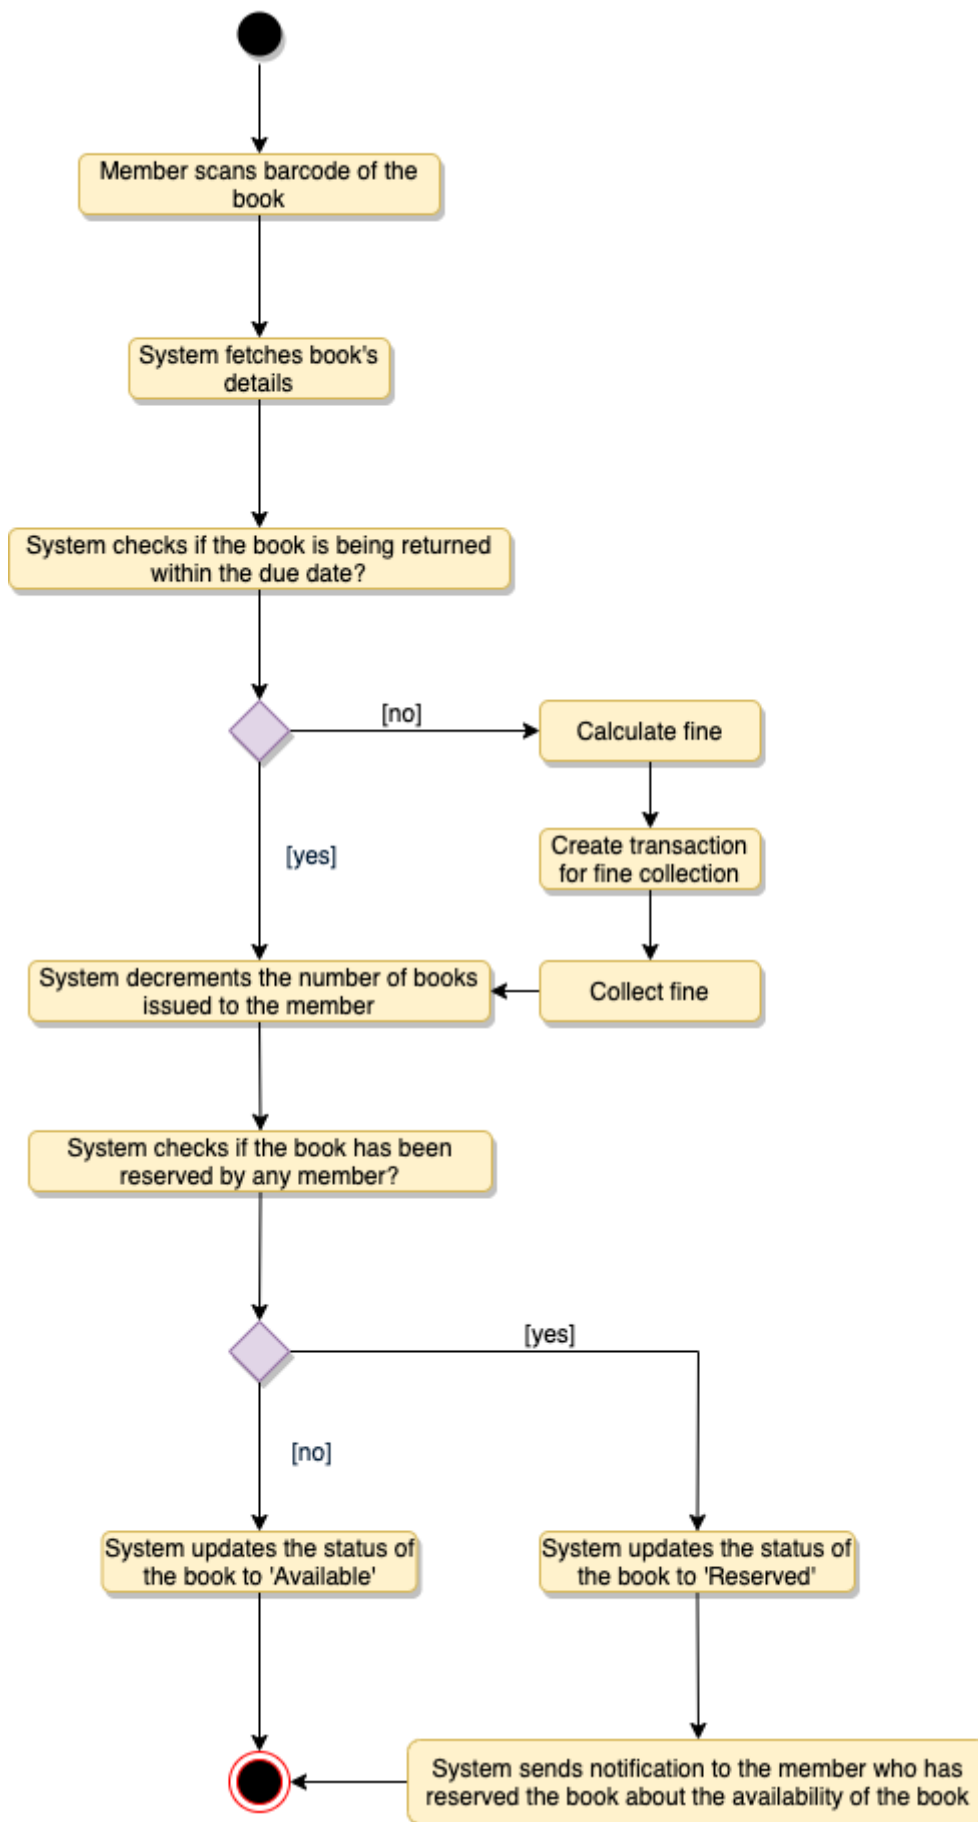 Member scans barcode of the
book
System fetches book's
details
System checks if the book is being returned
within the due date?
[no]
Calculate fine
[yes]
Create transaction
for fine collection
System decrements the number of books
issued to the member
Collect fine
System checks if the book has been
reserved by any member?
[yes]
[no]
System updates the status of
the book to 'Available'
System updates the status of
the book to 'Reserved'
System sends notification to the member who has
reserved the book about the availability of the book